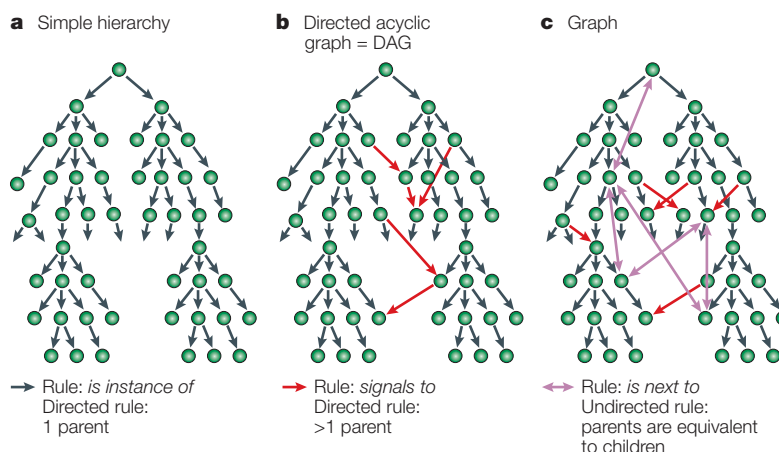 a Simple hierarchy
b Directed acyclic
graph = DAG
c Graph
Rule: is instance of
Directed rule:
1 parent
Rule: signals to
Directed rule:
>1 parent
Rule: is next to
Undirected rule:
parents are equivalent
to children